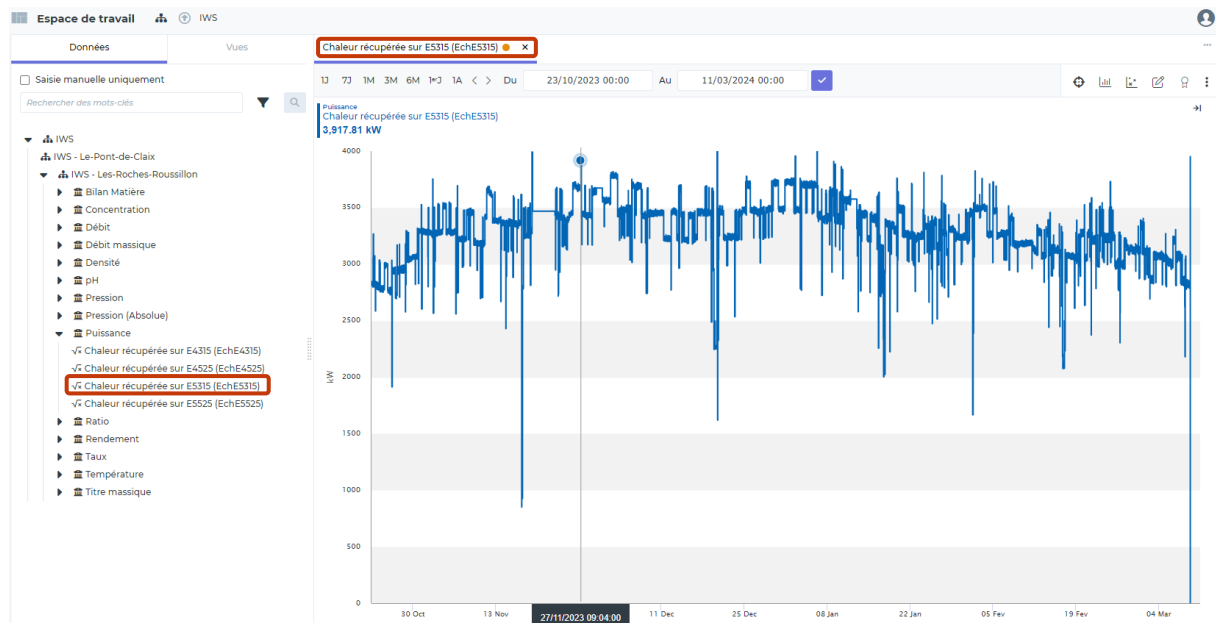 Espace de travail IWS
Données Vues
Saisie manuelle uniquement
Rechercher des mots-clés
IWS
IWS - Le-Pont-de-Claix
IWS - Les-Roches-Roussillon
Bilan Matière
Concentration
Débit
Débit massique
Densité
pH
Pression
Pression (Absolue)
Puissance
Chaleur récupérée sur E4315 (EchE4315)
Chaleur récupérée sur E4525 (EchE4525)
Chaleur récupérée sur E5315 (EchE5315)
Chaleur récupérée sur E5525 (EchE5525)
Ratio
Rendement
Taux
Température
Titre massique
Chaleur récupérée sur E5315 (EchE5315)
1J 7J 1M 3M 6M 1erJ 1A Du 23/10/2023 00:00 Au 11/03/2024 00:00
Puissance
Chaleur récupérée sur E5315 (EchE5315)
3,917.81 kW
4000
3500
3000
2500
2000
1500
1000
500
0
kW
30 Oct 13 Nov 27/11/2023 09:04:00 11 Dec 25 Dec 08 Jan 22 Jan 05 Fev 19 Fev 04 Mar